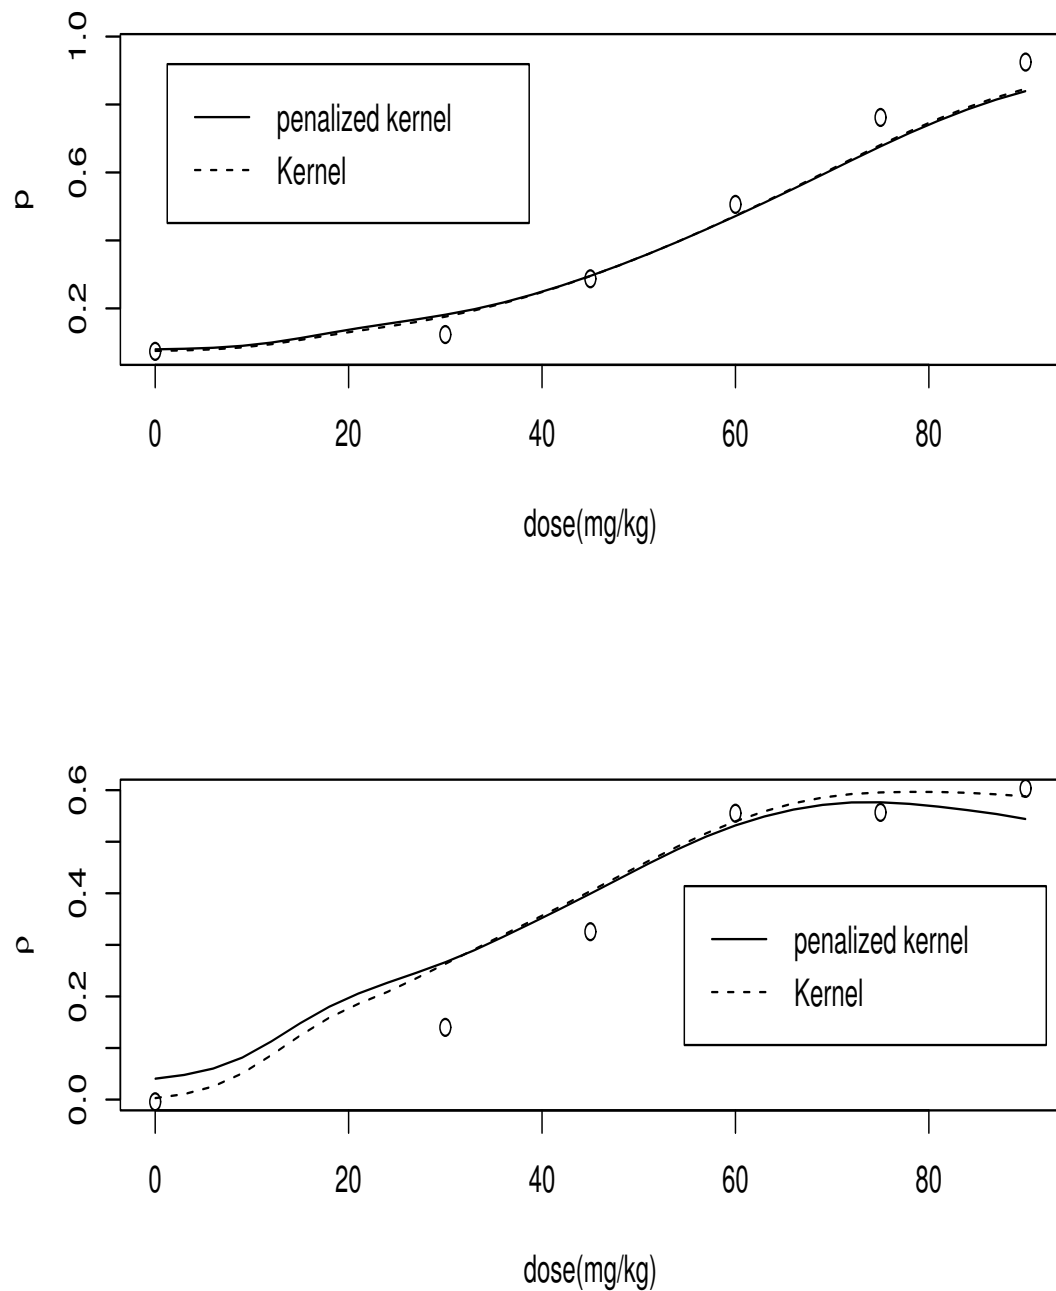 1.0
0.6
0.2
p
penalized kernel
Kernel
0 20 40 60 80
dose(mg/kg)
0.6
0.4
0.2
0.0
ρ
penalized kernel
Kernel
0 20 40 60 80
dose(mg/kg)